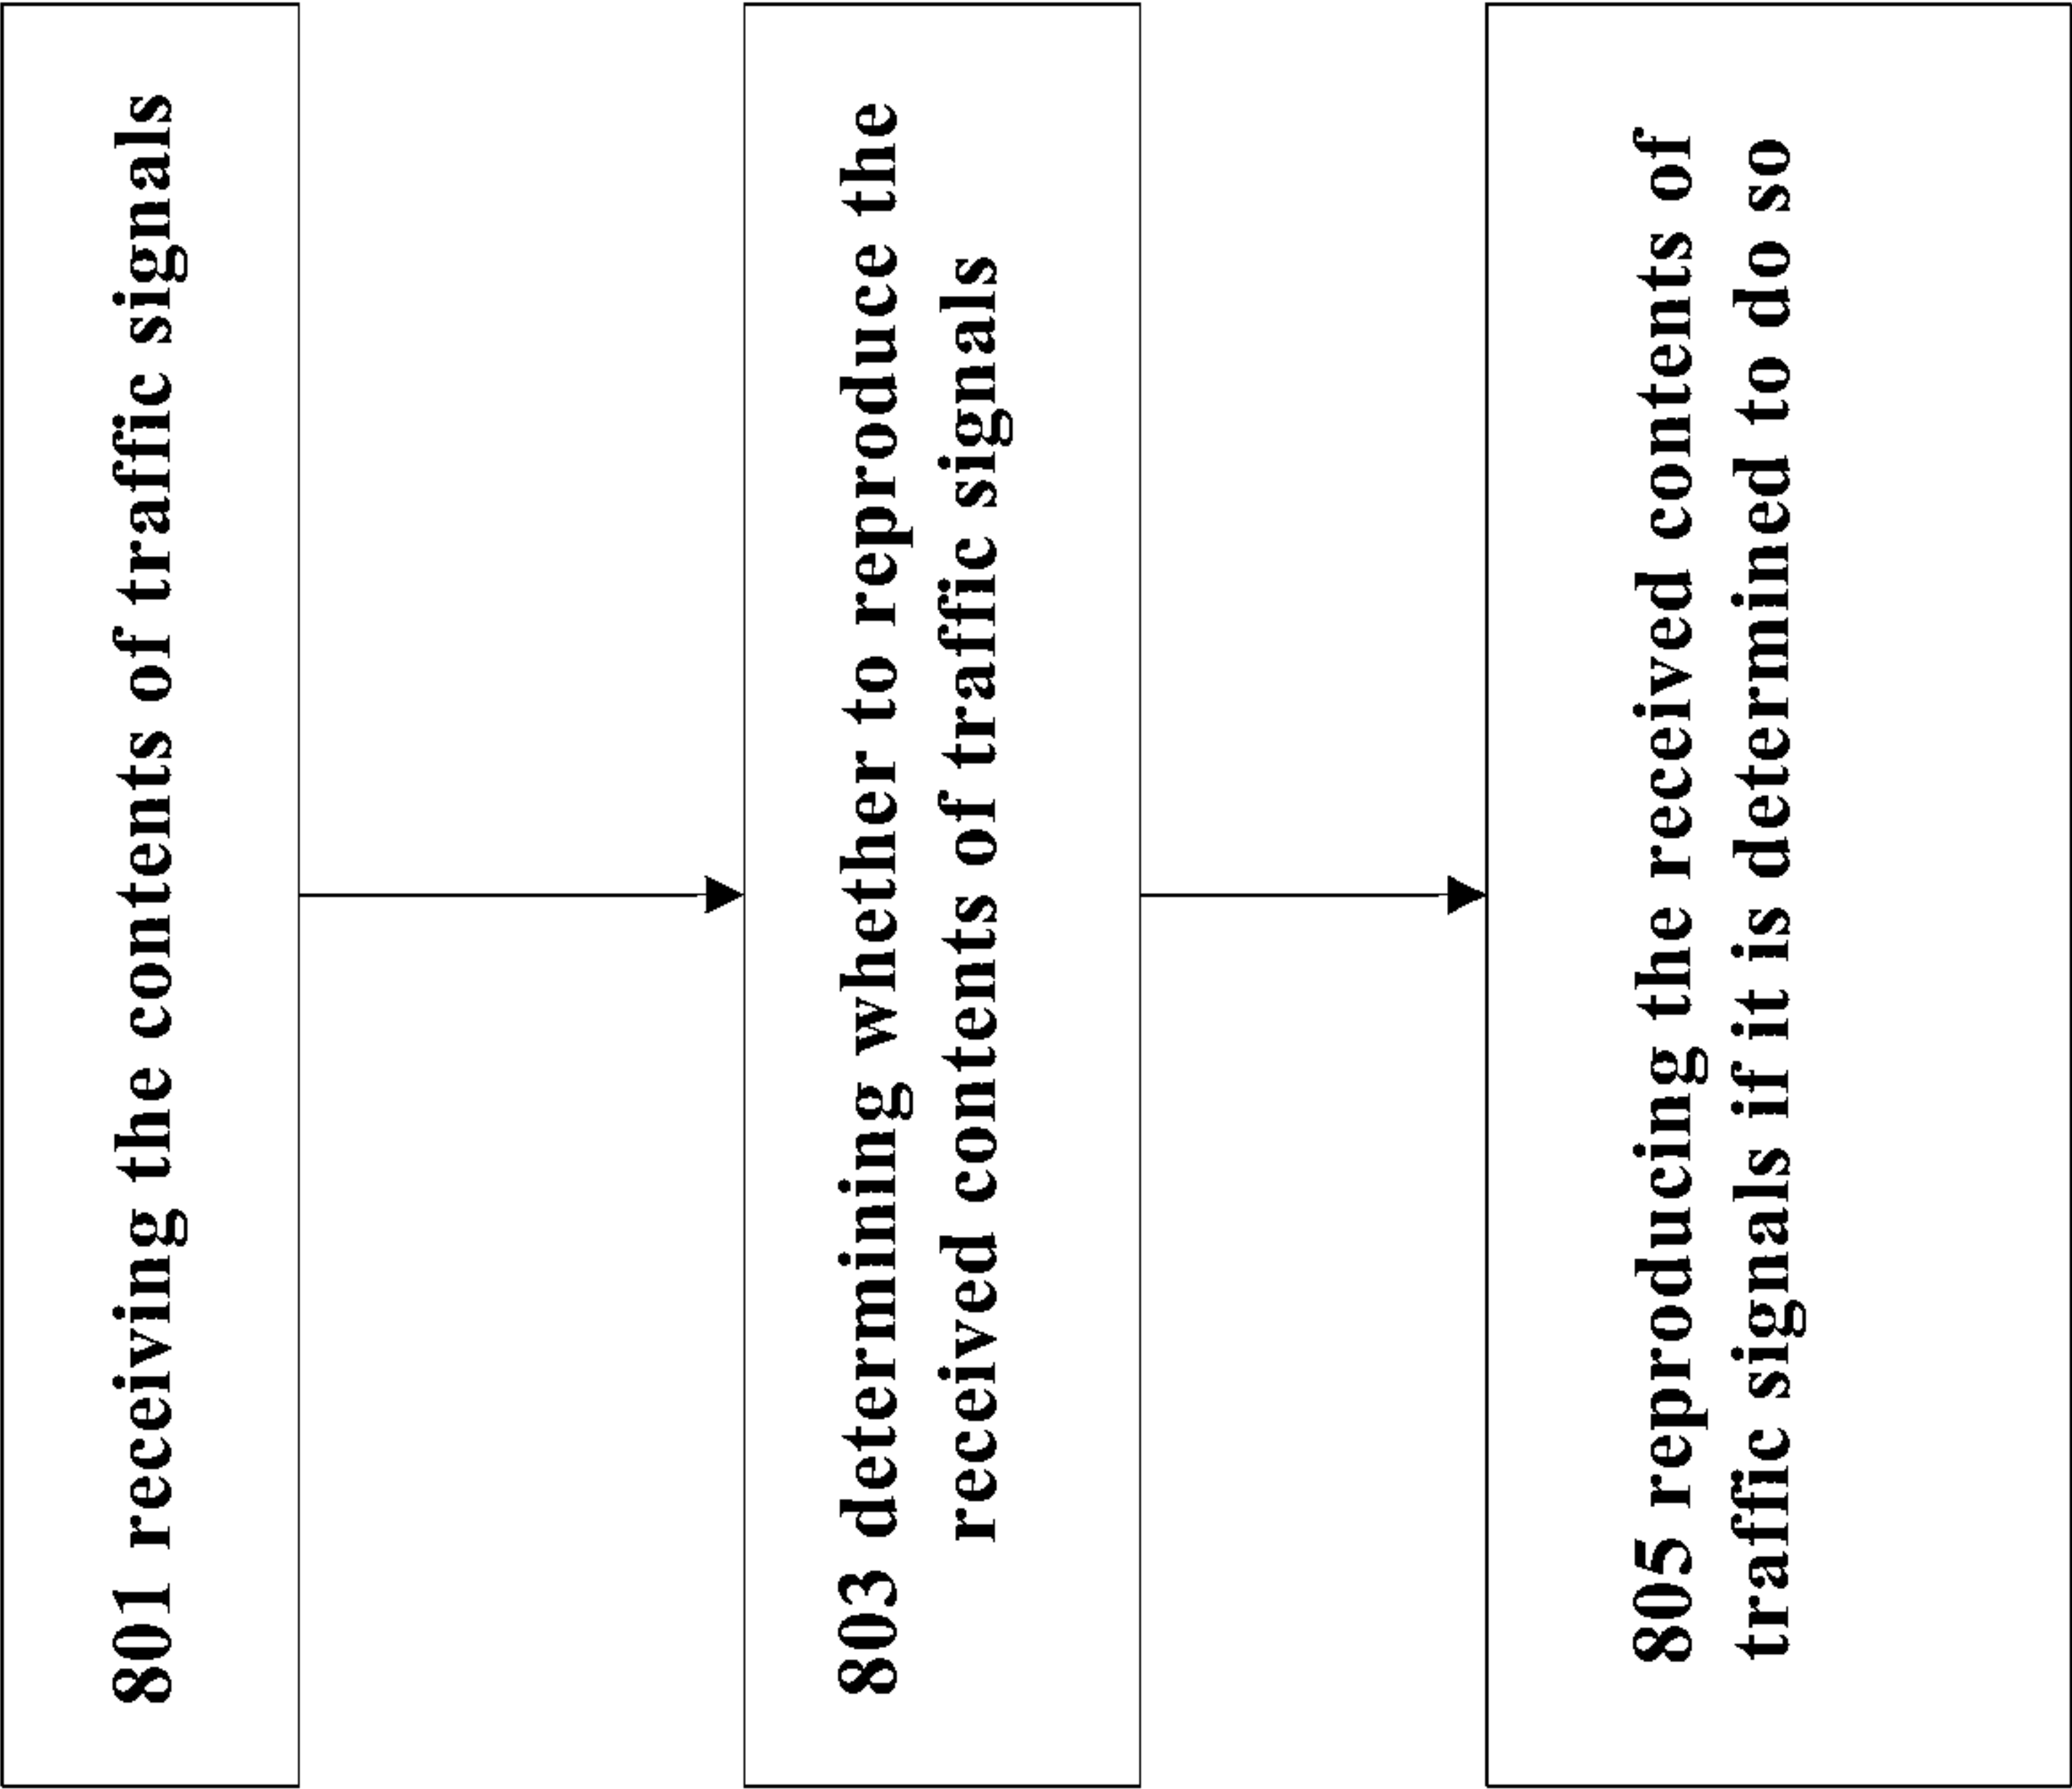 801 receiving the contents of traffic signals
803 determining whether to reproduce the
received contents of traffic signals
805 reproducing the received contents of
traffic signals if it is determined to do so